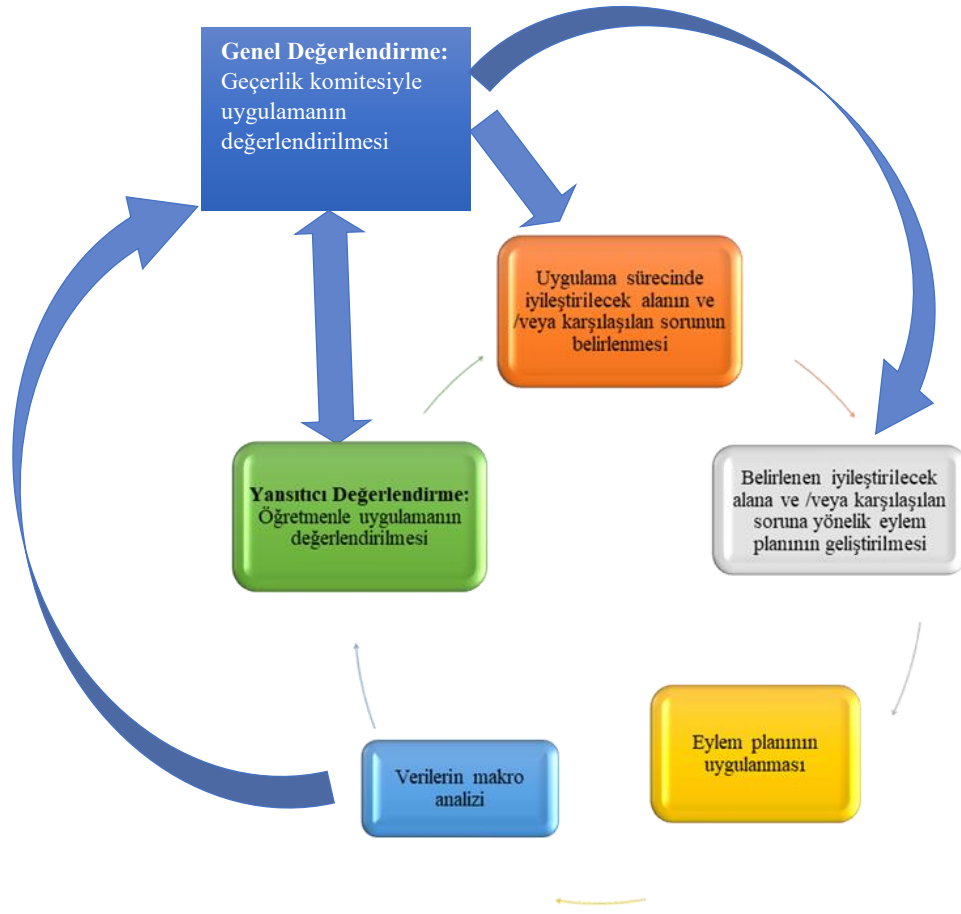 Genel Değerlendirme:
Geçerlik komitesiyle
uygulamanın
değerlendirilmesi
Uygulama sürecinde
iyileştirilecek alanın ve
/veya karşılaşılan sorunun
belirlenmesi
Belirlenen iyileştirilecek
alana ve /veya karşılaşılan
soruna yönelik eylem
planının geliştirilmesi
Eylem planının
uygulanması
Verilerin makro
analizi
Yansıtıcı Değerlendirme:
Öğretmenle uygulamanın
değerlendirilmesi